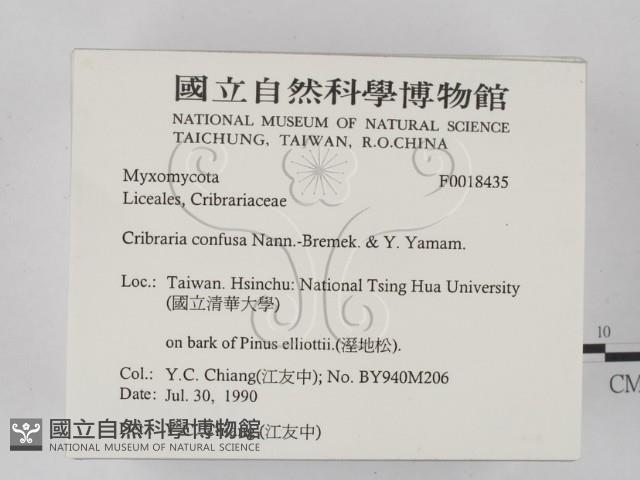 國立自然科學博物館
NATIONAL MUSEUM OF NATURAL SCIENCE
TAICHUNG, TAIWAN, R.O.CHINA
Myxomycota F0018435
Liceales, Cribrariaceae
Cribraria confusa Nann.-Bremek. & Y. Yamam.
Loc.: Taiwan. Hsinchu: National Tsing Hua University
(國立清華大學)
on bark of Pinus elliottii.(溼地松).
Col.: Y.C. Chiang(江友中); No. BY940M206
Date: Jul. 30, 1990
(江友中)
國立自然科學博物館
NATIONAL MUSEUM OF NATURAL SCIENCE
10
CM